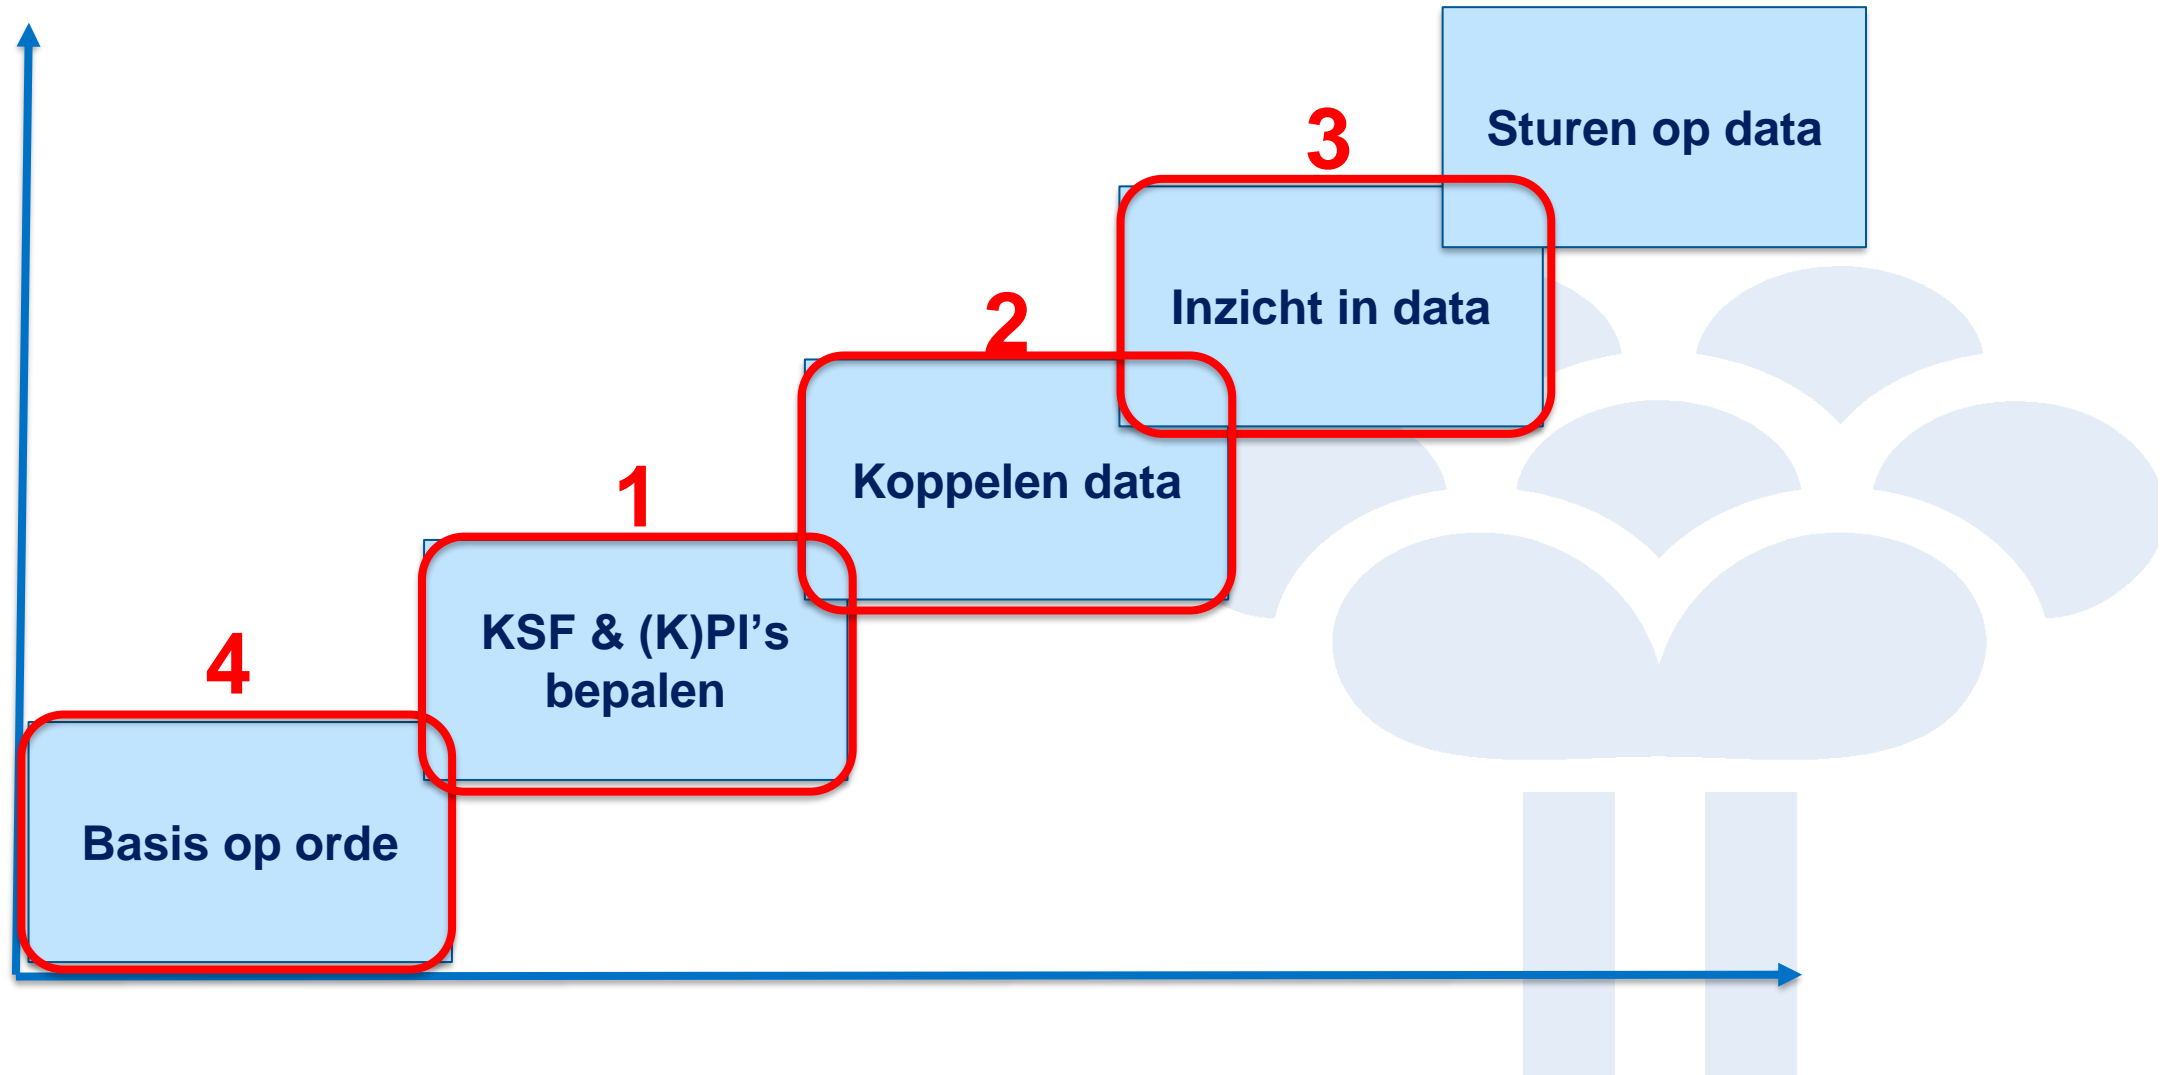 Sturen op data
3
Inzicht in data
2
Koppelen data
1
KSF & (K)PI’s
bepalen
4
Basis op orde